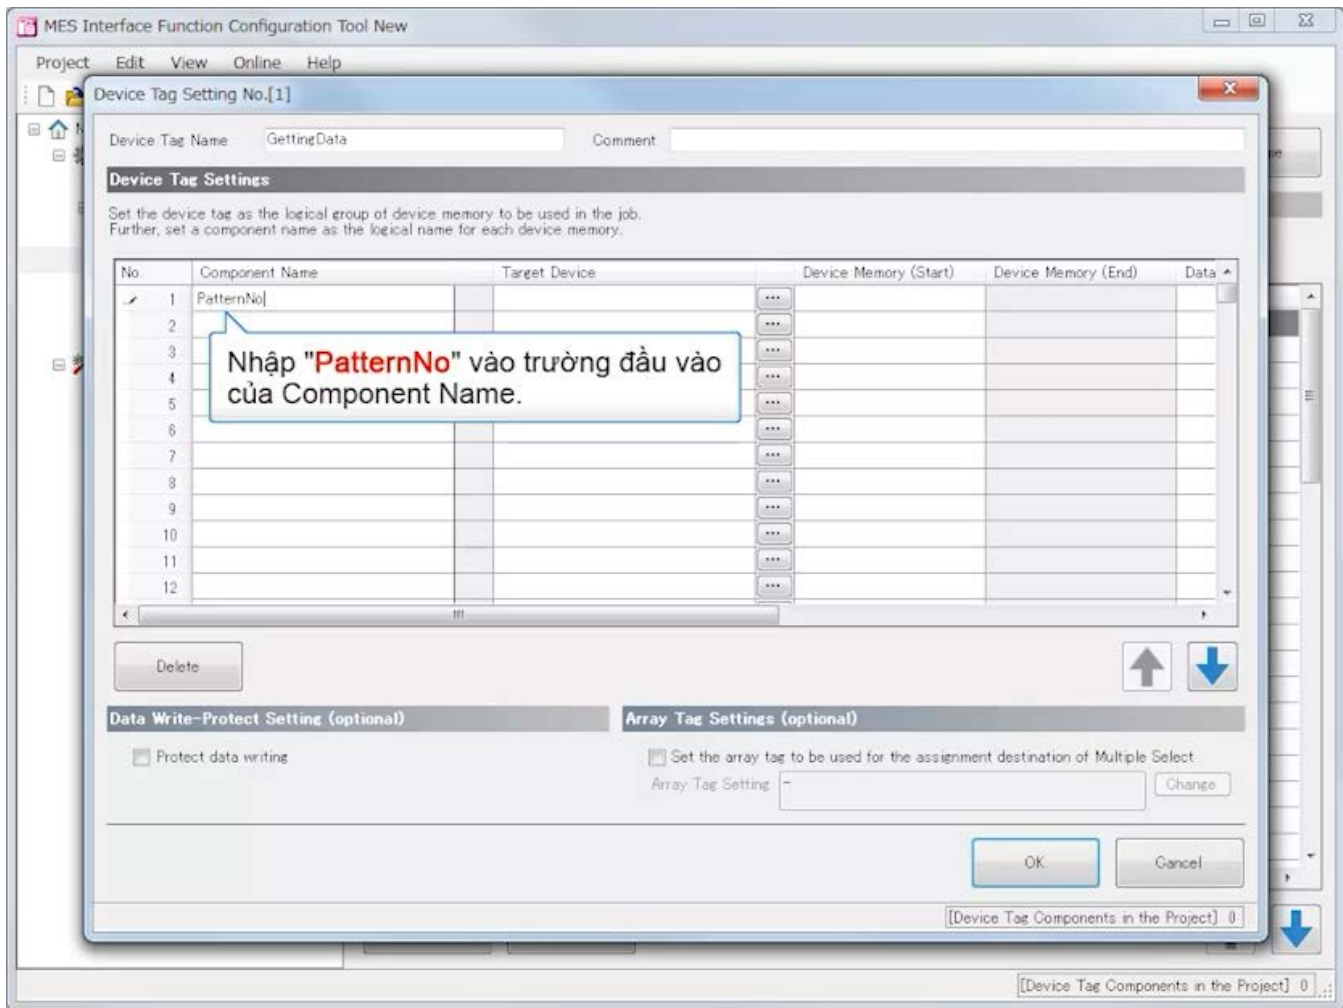 MES Interface Function Configuration Tool New
Project Edit View Online Help
Device Tag Setting No.[1]
Device Tag Name GettingData Comment
Device Tag Settings
Set the device tag as the logical group of device memory to be used in the job.
Further, set a component name as the logical name for each device memory.
No. Component Name Target Device Device Memory (Start) Device Memory (End) Data
1 PatternNo
2
3
4
5
6
7
8
9
10
11
12
Nhập "PatternNo" vào trường đầu vào
của Component Name.
Delete
Data Write-Protect Setting (optional) Array Tag Settings (optional)
Protect data writing Set the array tag to be used for the assignment destination of Multiple Select
Array Tag Setting - Change
OK Cancel
[Device Tag Components in the Project] 0
[Device Tag Components in the Project] 0